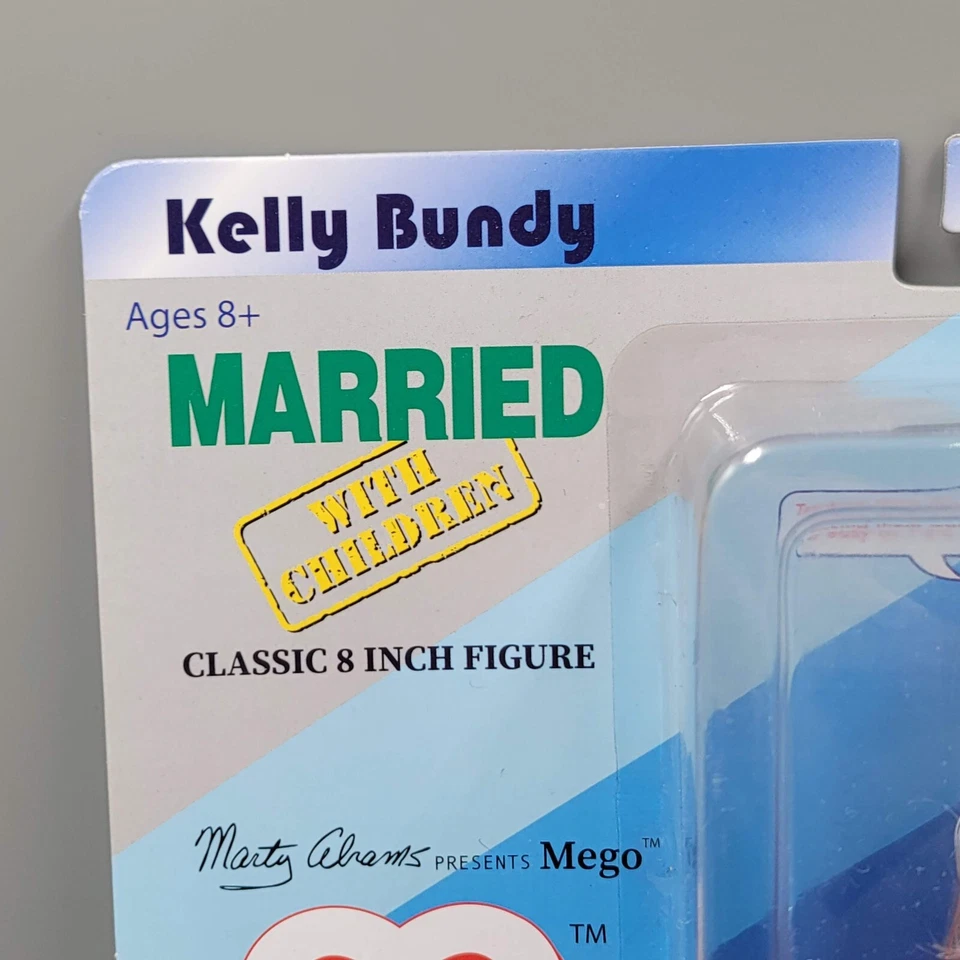 Kelly Bundy
Ages 8+
MARRIED
WITH
CHILDREN
CLASSIC 8 INCH FIGURE
Marty Abrams PRESENTS Mego™
TM